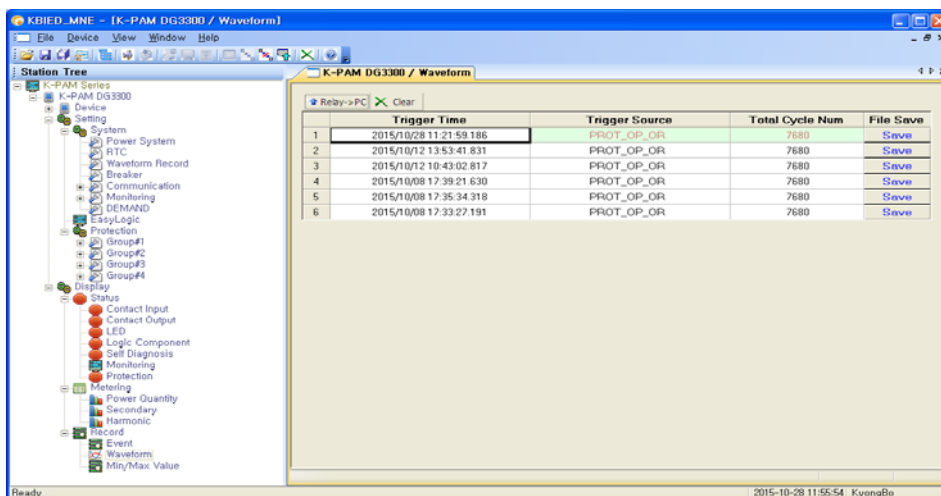 KBIED_MNE - [K-PAM DG3300 / Waveform]
File Device View Window Help
Station Tree
K-PAM Series
K-PAM DG3300
Device
Setting
System
Power System
RTC
Waveform Record
Breaker
Communication
Monitoring
DEMAND
EasyLogic
Protection
Group#1
Group#2
Group#3
Group#4
Display
Status
Contact Input
Contact Output
LED
Logic Component
Self Diagnosis
Monitoring
Protection
Metering
Power Quantity
Secondary
Harmonic
Record
Event
Waveform
Min/Max Value
K-PAM DG3300 / Waveform
Relay->PC Clear
Trigger Time Trigger Source Total Cycle Num File Save
1 2015/10/28 11:21:59.186 PROT_OP_OR 7680 Save
2 2015/10/12 13:53:41.831 PROT_OP_OR 7680 Save
3 2015/10/12 10:43:02.817 PROT_OP_OR 7680 Save
4 2015/10/08 17:39:21.630 PROT_OP_OR 7680 Save
5 2015/10/08 17:35:34.318 PROT_OP_OR 7680 Save
6 2015/10/08 17:33:27.191 PROT_OP_OR 7680 Save
Ready 2015-10-28 11:55:54 KyongBo